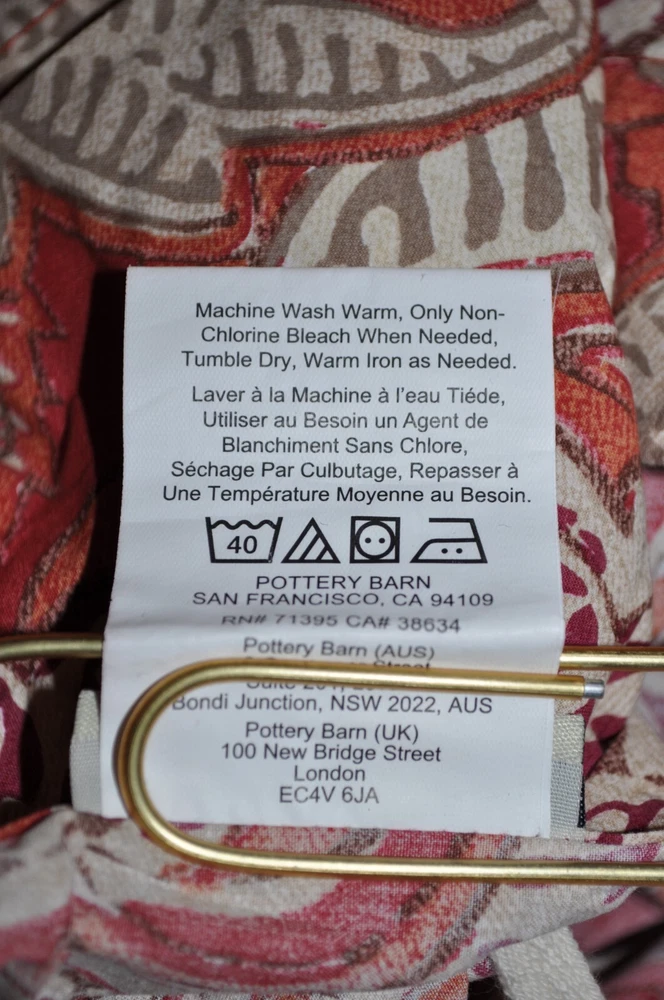 Machine Wash Warm, Only Non-
Chlorine Bleach When Needed,
Tumble Dry, Warm Iron as Needed.
Laver à la Machine à l'eau Tiéde,
Utiliser au Besoin un Agent de
Blanchiment Sans Chlore,
Séchage Par Culbutage, Repasser à
Une Température Moyenne au Besoin.
40
POTTERY BARN
SAN FRANCISCO, CA 94109
RN# 71395 CA# 38634
Pottery Barn (AUS)
Street
Bondi Junction, NSW 2022, AUS
Pottery Barn (UK)
100 New Bridge Street
London
EC4V 6JA